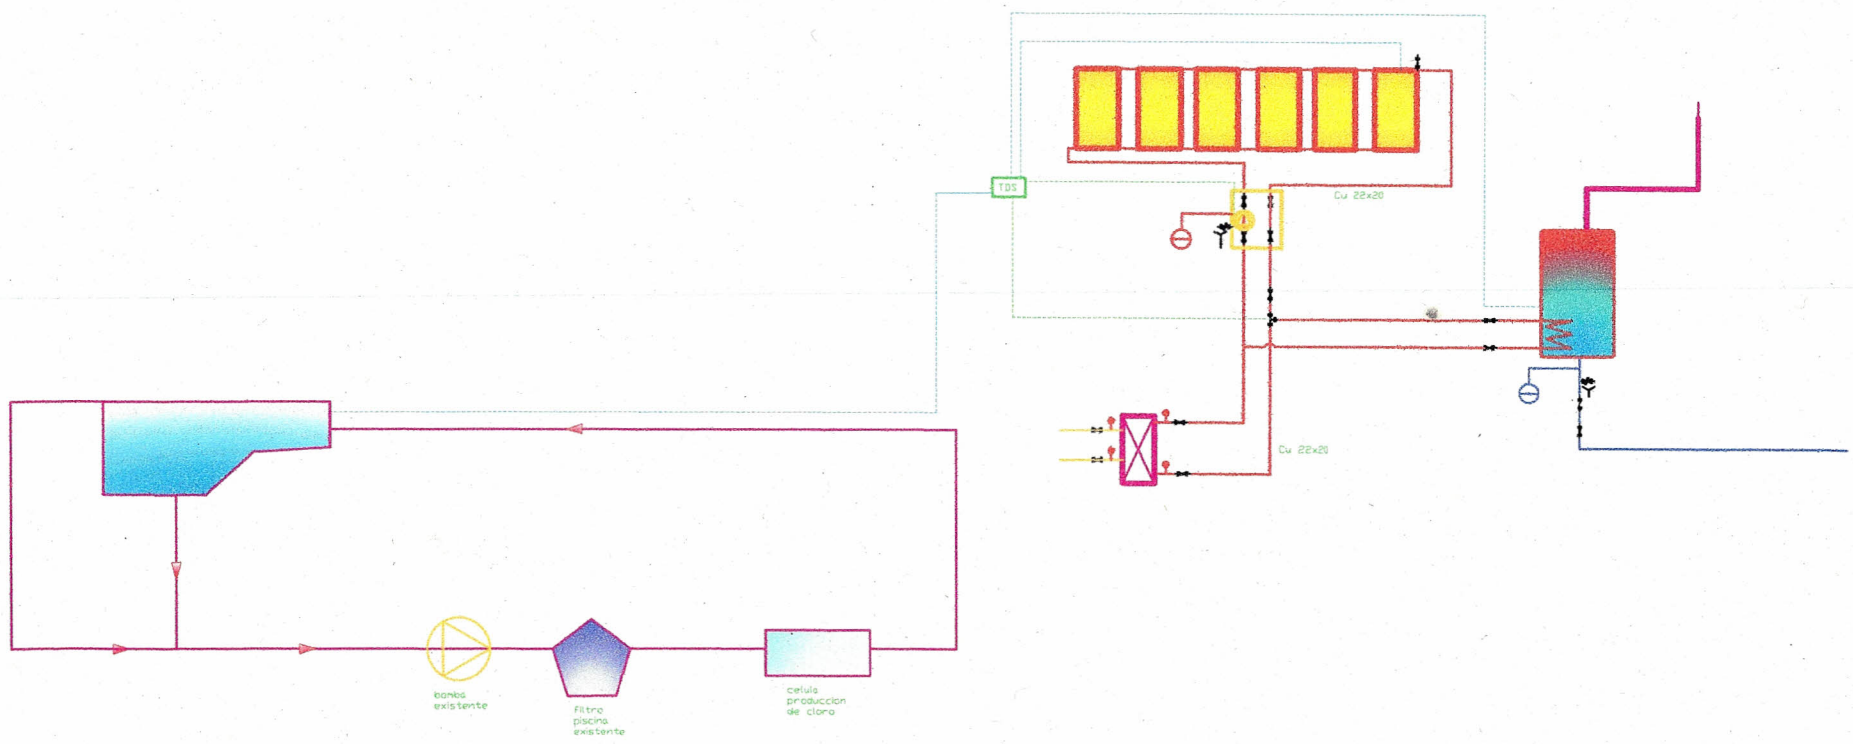 TDS
Cu 22x20
Cu 22x20
bomba
existente
filtro
piscina
existente
celula
produccion
de cloro